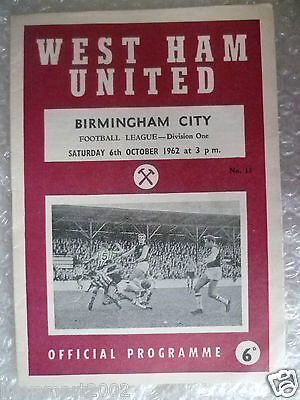 WEST HAM
UNITED
BIRMINGHAM CITY
FOOTBALL LEAGUE—Division One
SATURDAY 6th OCTOBER 1962 at 3 p.m.
No. 13
OFFICIAL PROGRAMME 6D